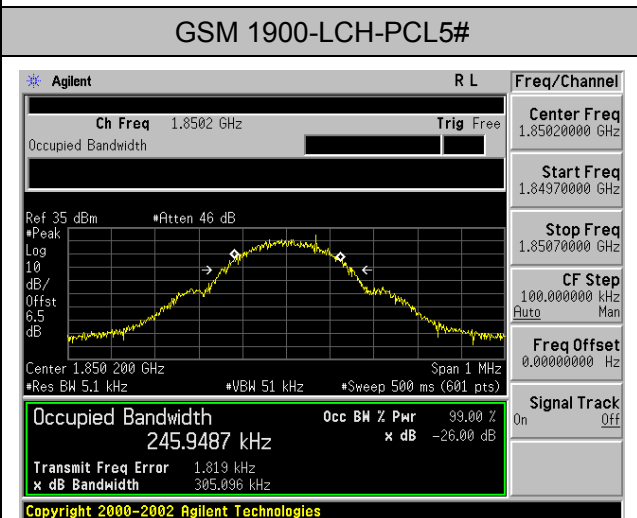 GSM 1900-LCH-PCL5#
Agilent R L Freq/Channel
Ch Freq 1.8502 GHz Trig Free
Occupied Bandwidth
Center Freq
1.85020000 GHz
Start Freq
1.84970000 GHz
Stop Freq
1.85070000 GHz
CF Step
100.000000 kHz
Auto Man
Freq Offset
0.00000000 Hz
Signal Track
On Off
Ref 35 dBm #Atten 46 dB
#Peak
Log
10
dB/
Offst
6.5
dB
Center 1.850 200 GHz Span 1 MHz
#Res BW 5.1 kHz #VBW 51 kHz #Sweep 500 ms (601 pts)
Occupied Bandwidth Occ BW % Pwr 99.00 %
245.9487 kHz x dB -26.00 dB
Transmit Freq Error 1.819 kHz
x dB Bandwidth 305.096 kHz
Copyright 2000-2002 Agilent Technologies